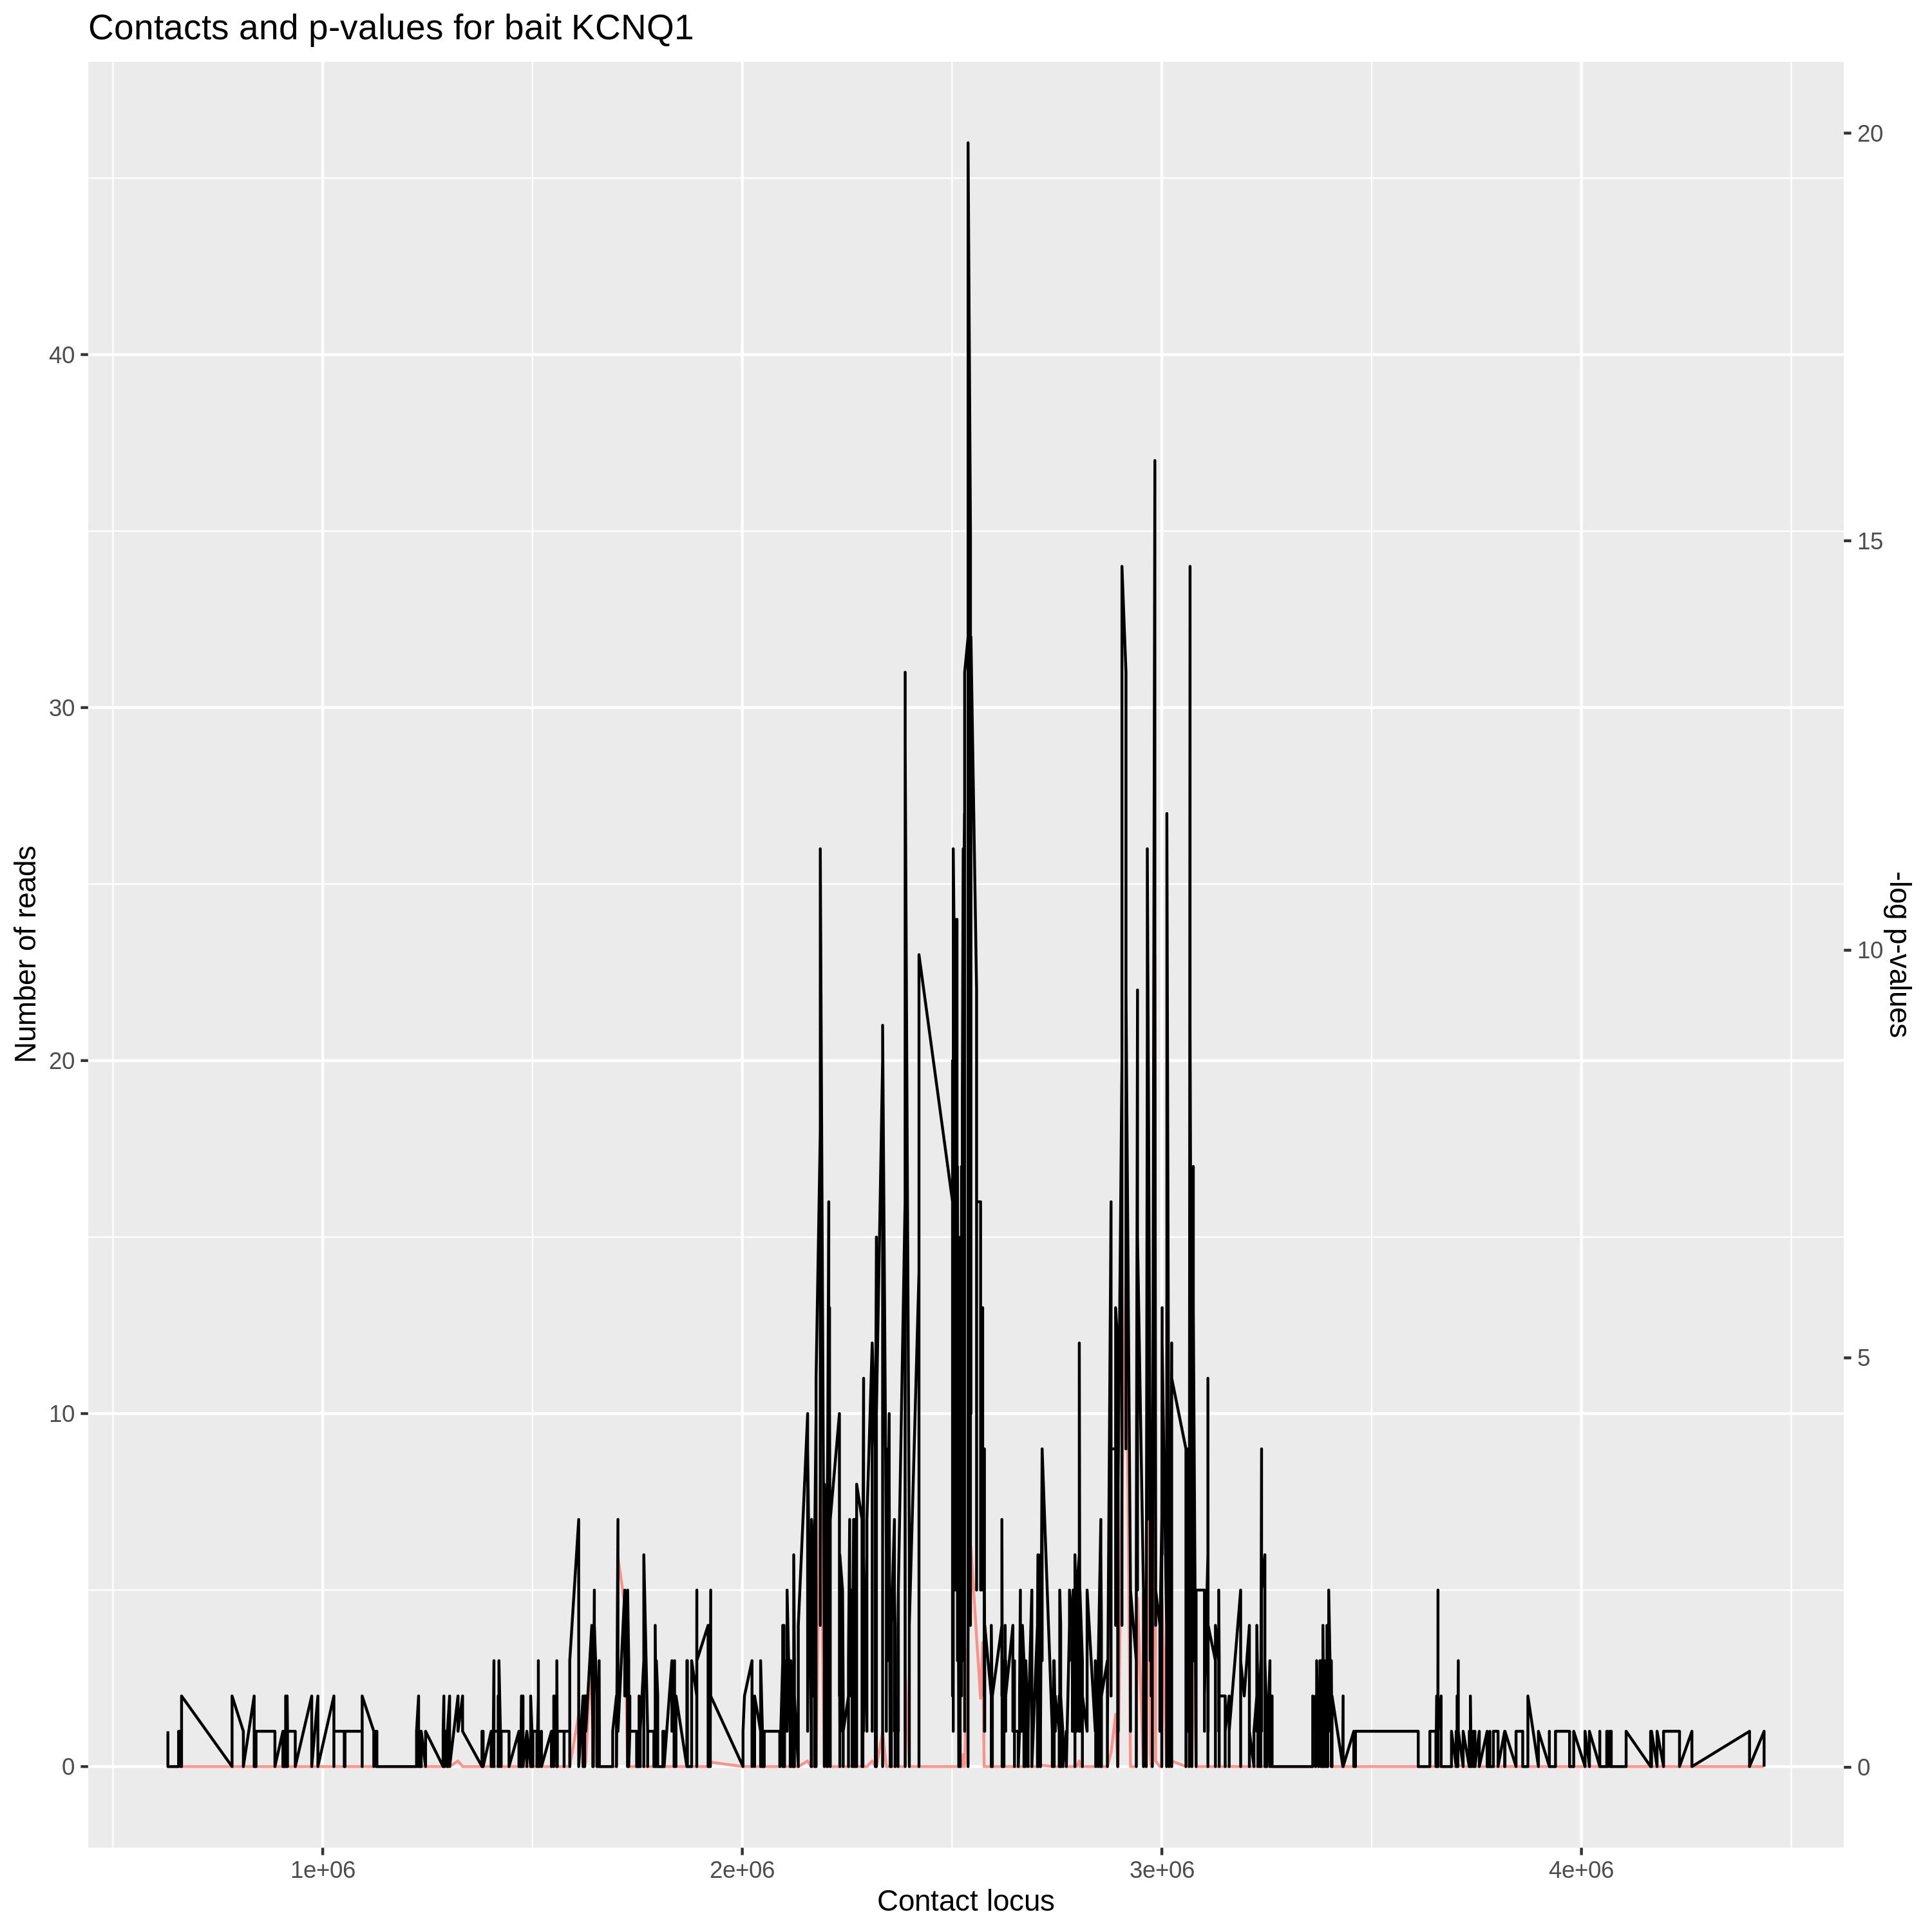 Contacts and p-values for bait KCNQ1
Number of reads
40
30
20
10
0
20
15
10
5
0
-log p-values
1e+06
2e+06
3e+06
4e+06
Contact locus